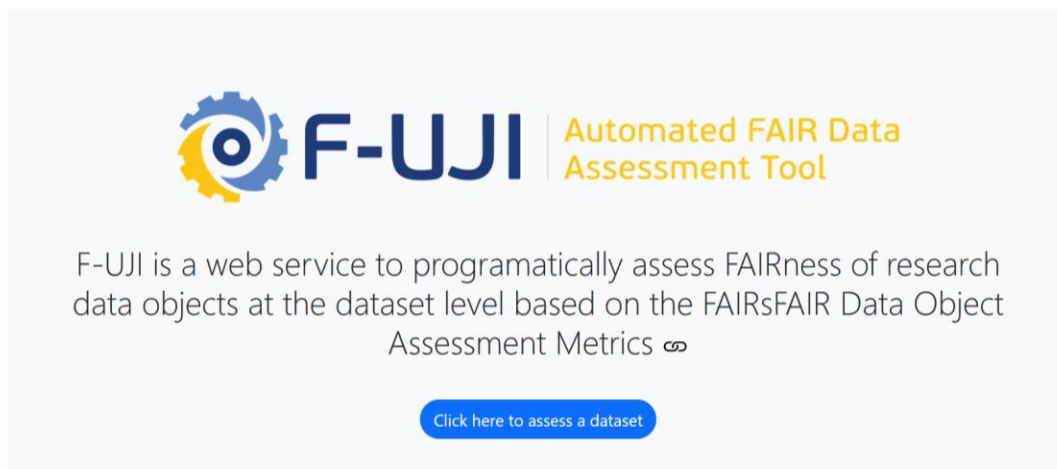 F-UJI
Automated FAIR Data
Assessment Tool
F-UJI is a web service to programatically assess FAIRness of research
data objects at the dataset level based on the FAIRsFAIR Data Object
Assessment Metrics
Click here to assess a dataset